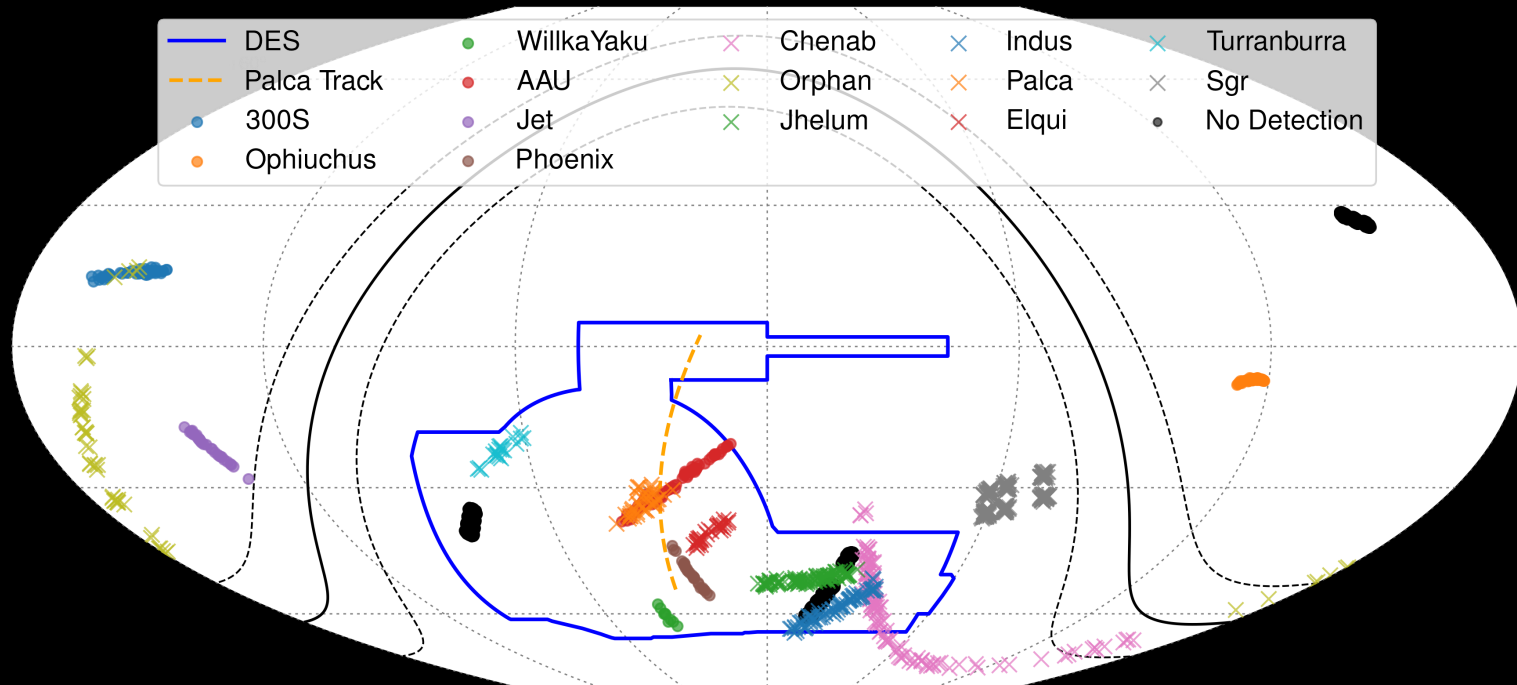 DES
Palca Track
300S
Ophiuchus
WillkaYaku
AAU
Jet
Phoenix
Chenab
Orphan
Jhelum
Indus
Palca
Elqui
Turranburra
Sgr
No Detection